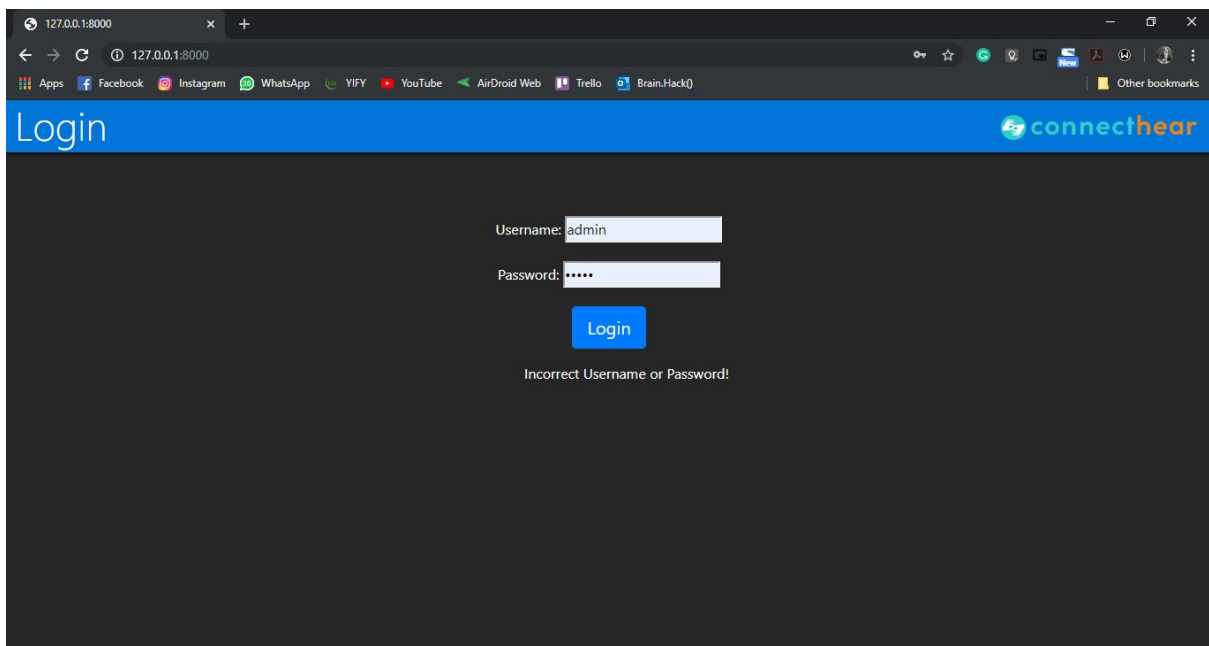 127.0.0.1:8000
127.0.0.1:8000
New
Apps Facebook Instagram WhatsApp YIFY YouTube AirDroid Web Trello Brain.Hack() Other bookmarks
Login connecthear
Username: admin
Password: •••••
Login
Incorrect Username or Password!